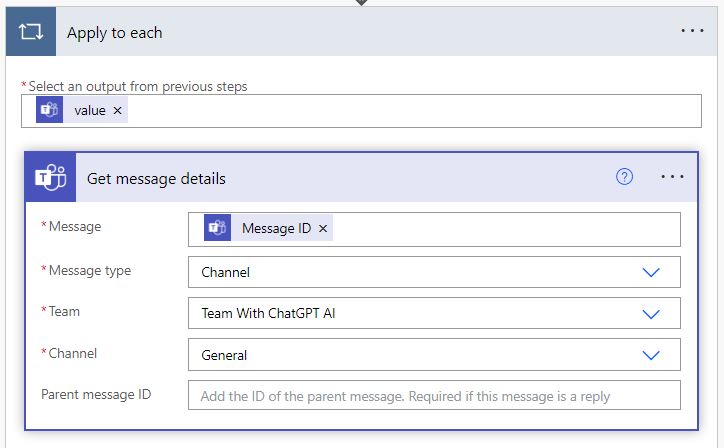 Apply to each
*Select an output from previous steps
value ×
Get message details
*Message
Message ID ×
*Message type
Channel
*Team
Team With ChatGPT AI
*Channel
General
Parent message ID
Add the ID of the parent message. Required if this message is a reply